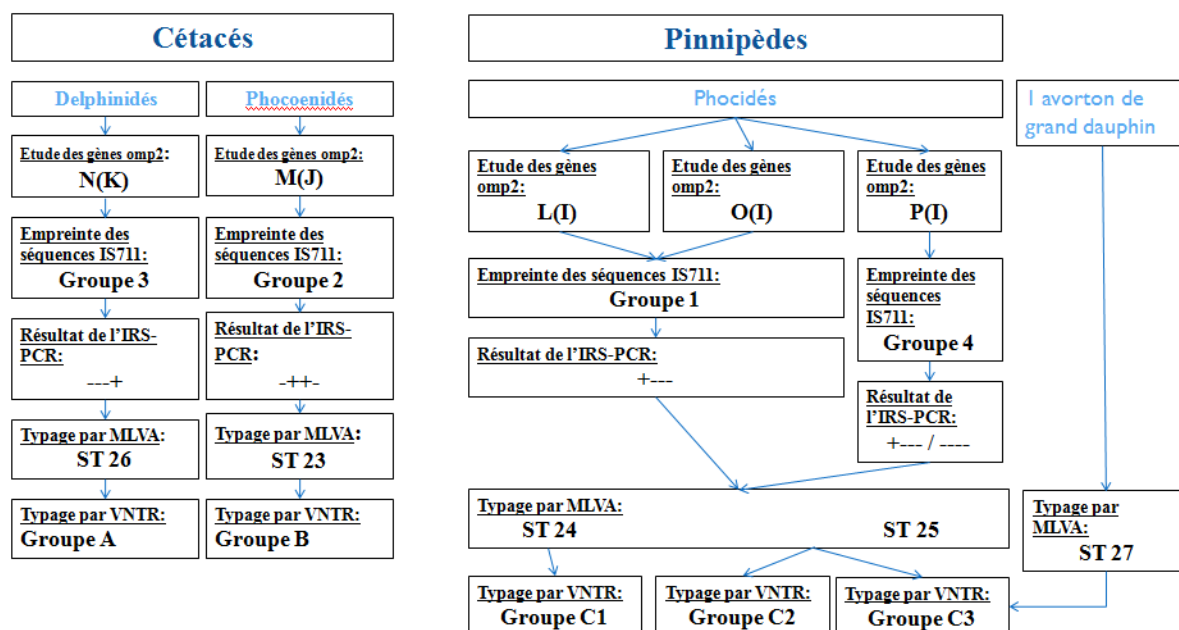 Cétacés
Delphinidés
Phocoenidés
Etude des gènes omp2:
N(K)
Etude des gènes omp2:
M(J)
Empreinte des
séquences IS711:
Groupe 3
Empreinte des
séquences IS711:
Groupe 2
Résultat de l'IRS-
PCR:
---+
Résultat de l'IRS-
PCR:
-++-
Typage par MLVA:
ST 26
Typage par MLVA:
ST 23
Typage par VNTR:
Groupe A
Typage par VNTR:
Groupe B
Pinnipèdes
Phocidés
Etude des gènes
omp2:
L(I)
Etude des gènes
omp2:
O(I)
Etude des gènes
omp2:
P(I)
Empreinte des séquences IS711:
Groupe 1
Empreinte des
séquences
IS711:
Groupe 4
Résultat de l'IRS-PCR:
+---
Résultat de
l'IRS-PCR:
+--- / ----
Typage par MLVA:
ST 24 ST 25
Typage par VNTR:
Groupe C1
Typage par VNTR:
Groupe C2
Typage par VNTR:
Groupe C3
1 avorton de
grand dauphin
Typage par
MLVA:
ST 27